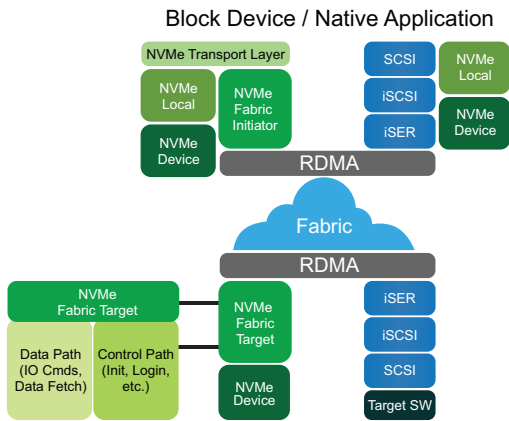 Block Device / Native Application
NVMe Transport Layer
NVMe
Local
NVMe
Device
NVMe
Fabric
Initiator
SCSI
iSCSI
iSER
NVMe
Local
NVMe
Device
RDMA
Fabric
RDMA
NVMe
Fabric Target
Data Path
(IO Cmds,
Data Fetch)
Control Path
(Init, Login,
etc.)
NVMe
Fabric
Target
NVMe
Device
iSER
iSCSI
SCSI
Target SW